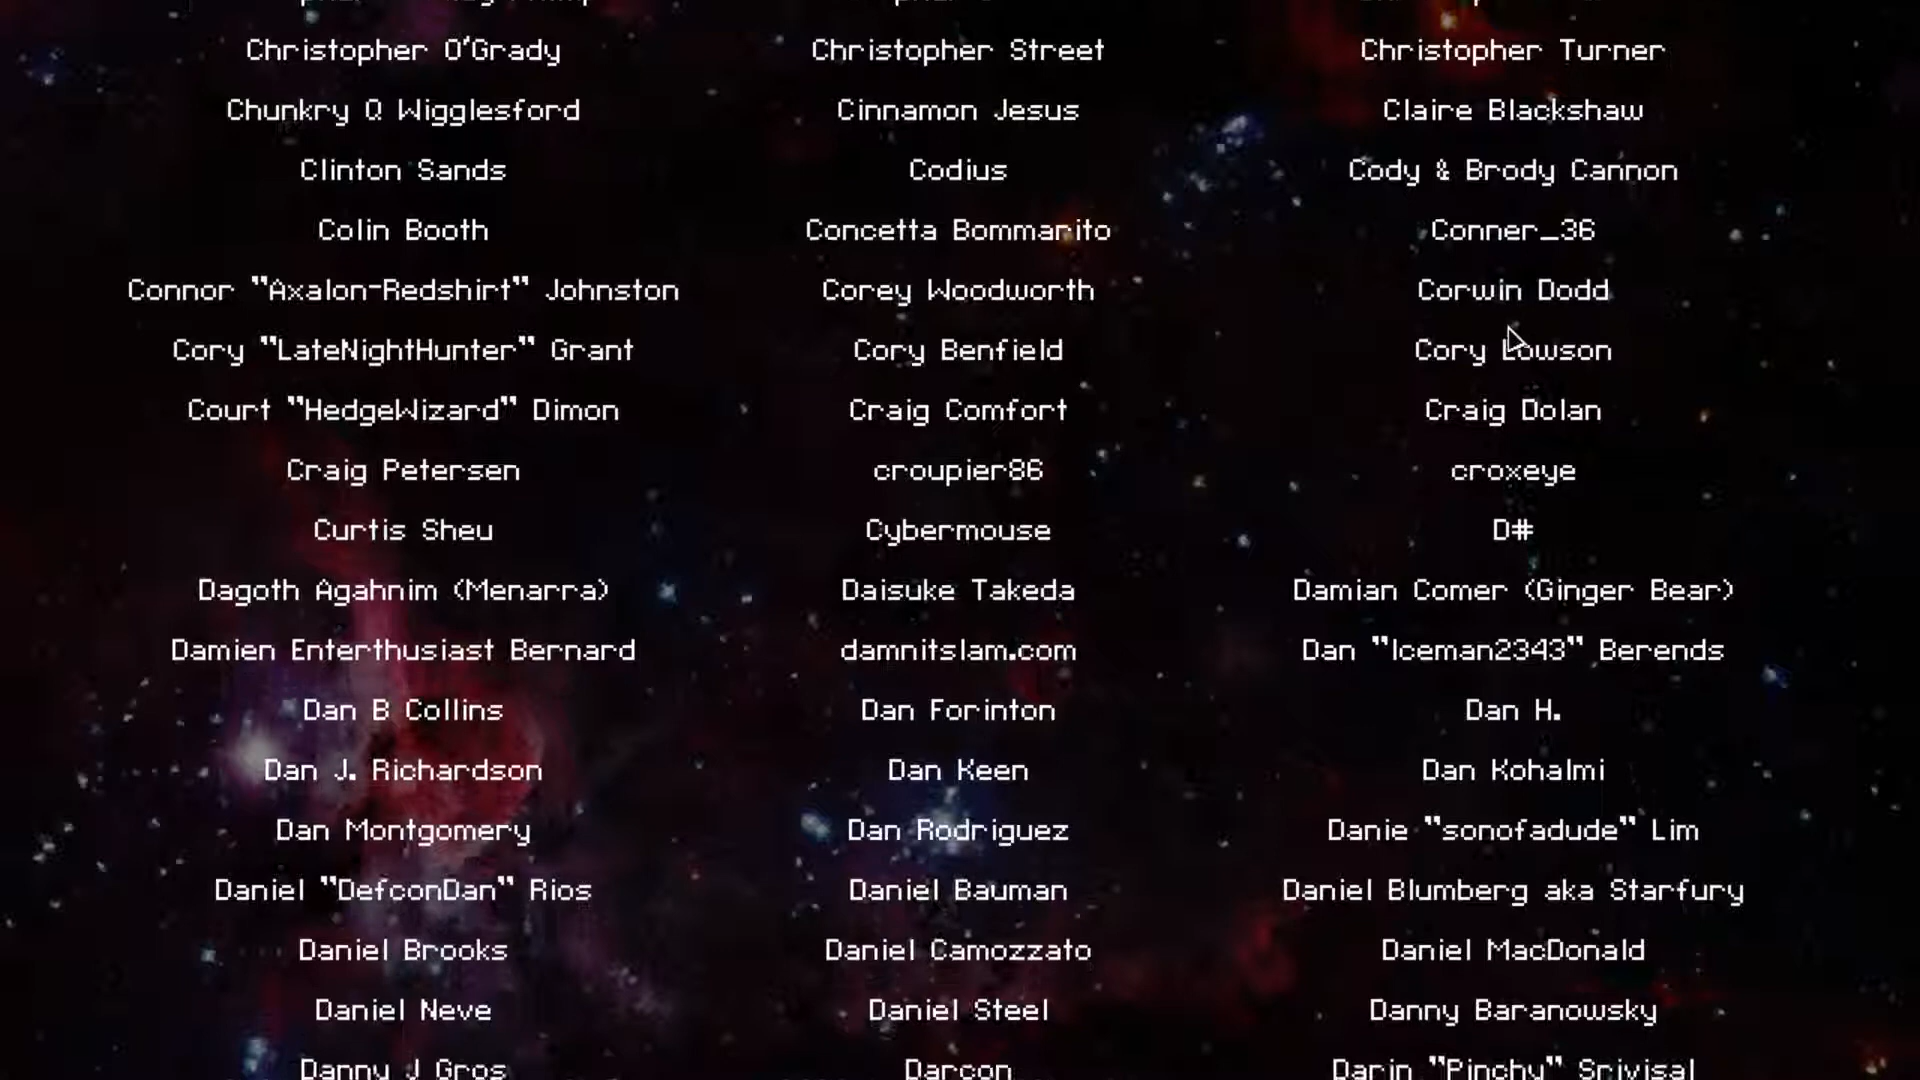 Christopher O'Grady Christopher Street Christopher Turner
Chunkry Q Wigglesford Cinnamon Jesus Claire Blackshaw
Clinton Sands Codius Cody & Brody Cannon
Colin Booth Concetta Bommarito Conner_36
Connor "Axalon-Redshirt" Johnston Corey Woodworth Corwin Dodd
Cory "LateNightHunter" Grant Cory Benfield Cory Lowson
Court "HedgeWizard" Dimon Craig Comfort Craig Dolan
Craig Petersen croupier86 croxeye
Curtis Sheu Cybermouse D#
Dagoth Agahnim (Menarra) Daisuke Takeda Damian Comer (Ginger Bear)
Damien Enterthusiast Bernard damnitslam.com Dan "Iceman2343" Berends
Dan B Collins Dan Forinton Dan H.
Dan J. Richardson Dan Keen Dan Kohalmi
Dan Montgomery Dan Rodriguez Danie "sonofadude" Lim
Daniel "DefconDan" Rios Daniel Bauman Daniel Blumberg aka Starfury
Daniel Brooks Daniel Camozzato Daniel MacDonald
Daniel Neve Daniel Steel Danny Baranowsky
Danny J Gros Darcon Darin "Pinchy" Srivisal